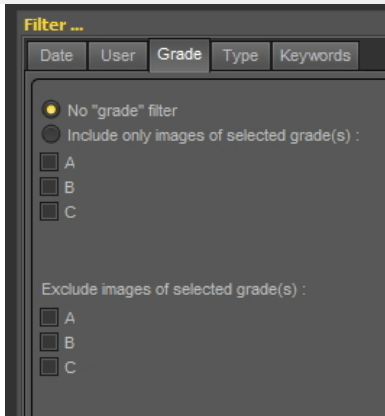 Filter ...
Date User Grade Type Keywords
No "grade" filter
Include only images of selected grade(s) :
A
B
C
Exclude images of selected grade(s) :
A
B
C